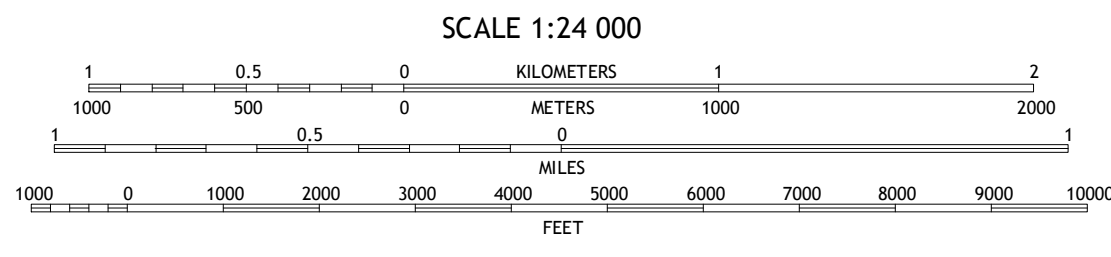 SCALE 1:24 000
1 0.5 0 KILOMETERS 1 2
1000 500 0 METERS 1000 2000
1 0.5 0 1
MILES
1000 0 1000 2000 3000 4000 5000 6000 7000 8000 9000 10000
FEET